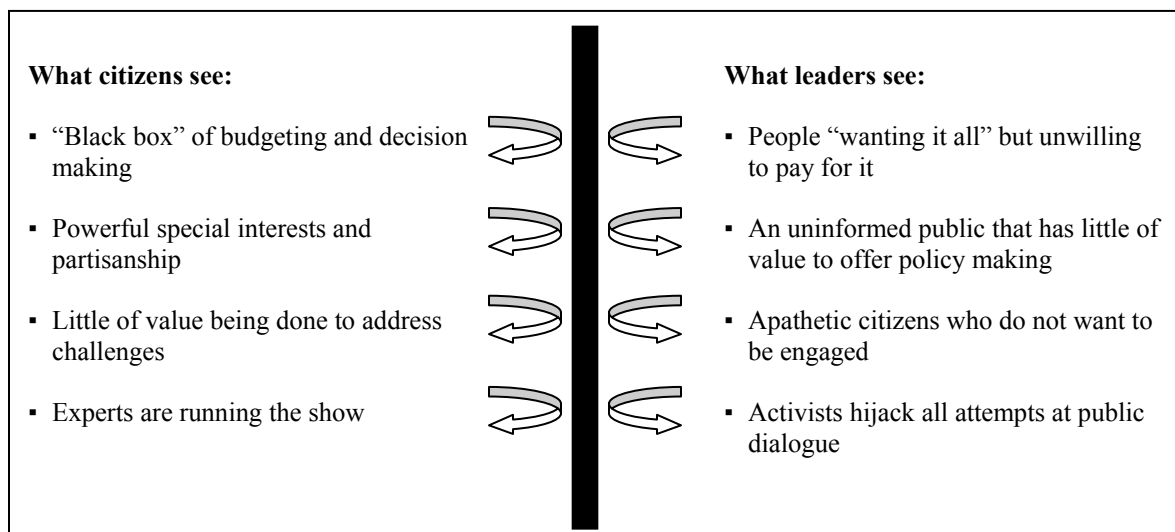 What citizens see:
▪ “Black box” of budgeting and decision
making
▪ Powerful special interests and
partisanship
▪ Little of value being done to address
challenges
▪ Experts are running the show
What leaders see:
▪ People “wanting it all” but unwilling
to pay for it
▪ An uninformed public that has little of
value to offer policy making
▪ Apathetic citizens who do not want to
be engaged
▪ Activists hijack all attempts at public
dialogue